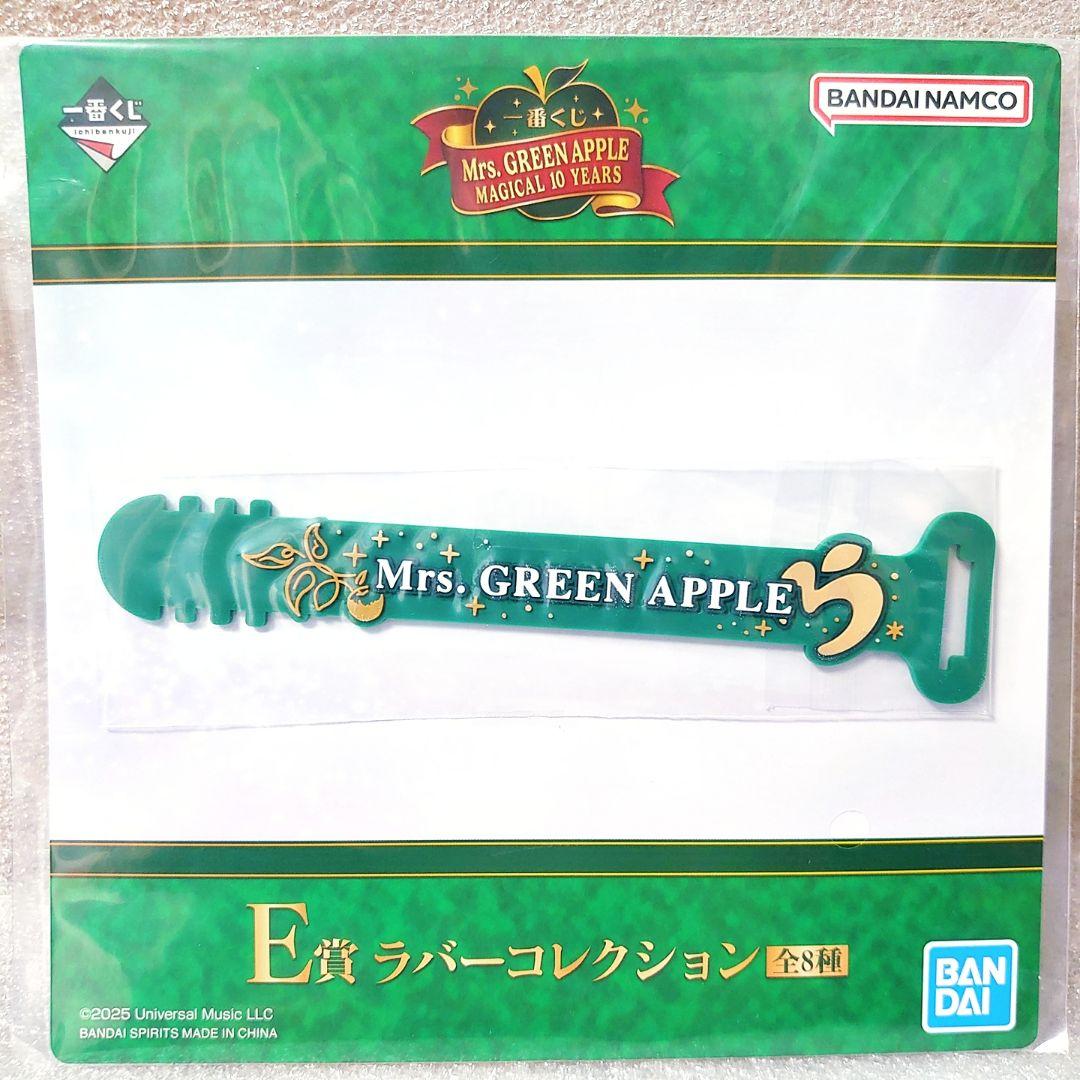 一番くじ
ichibankuji
一番くじ
Mrs. GREEN APPLE
MAGICAL 10 YEARS
BANDAI NAMCO
Mrs. GREEN APPLE
E賞 ラバーコレクション 全8種
©2025 Universal Music LLC
BANDAI SPIRITS MADE IN CHINA
BAN
DAI